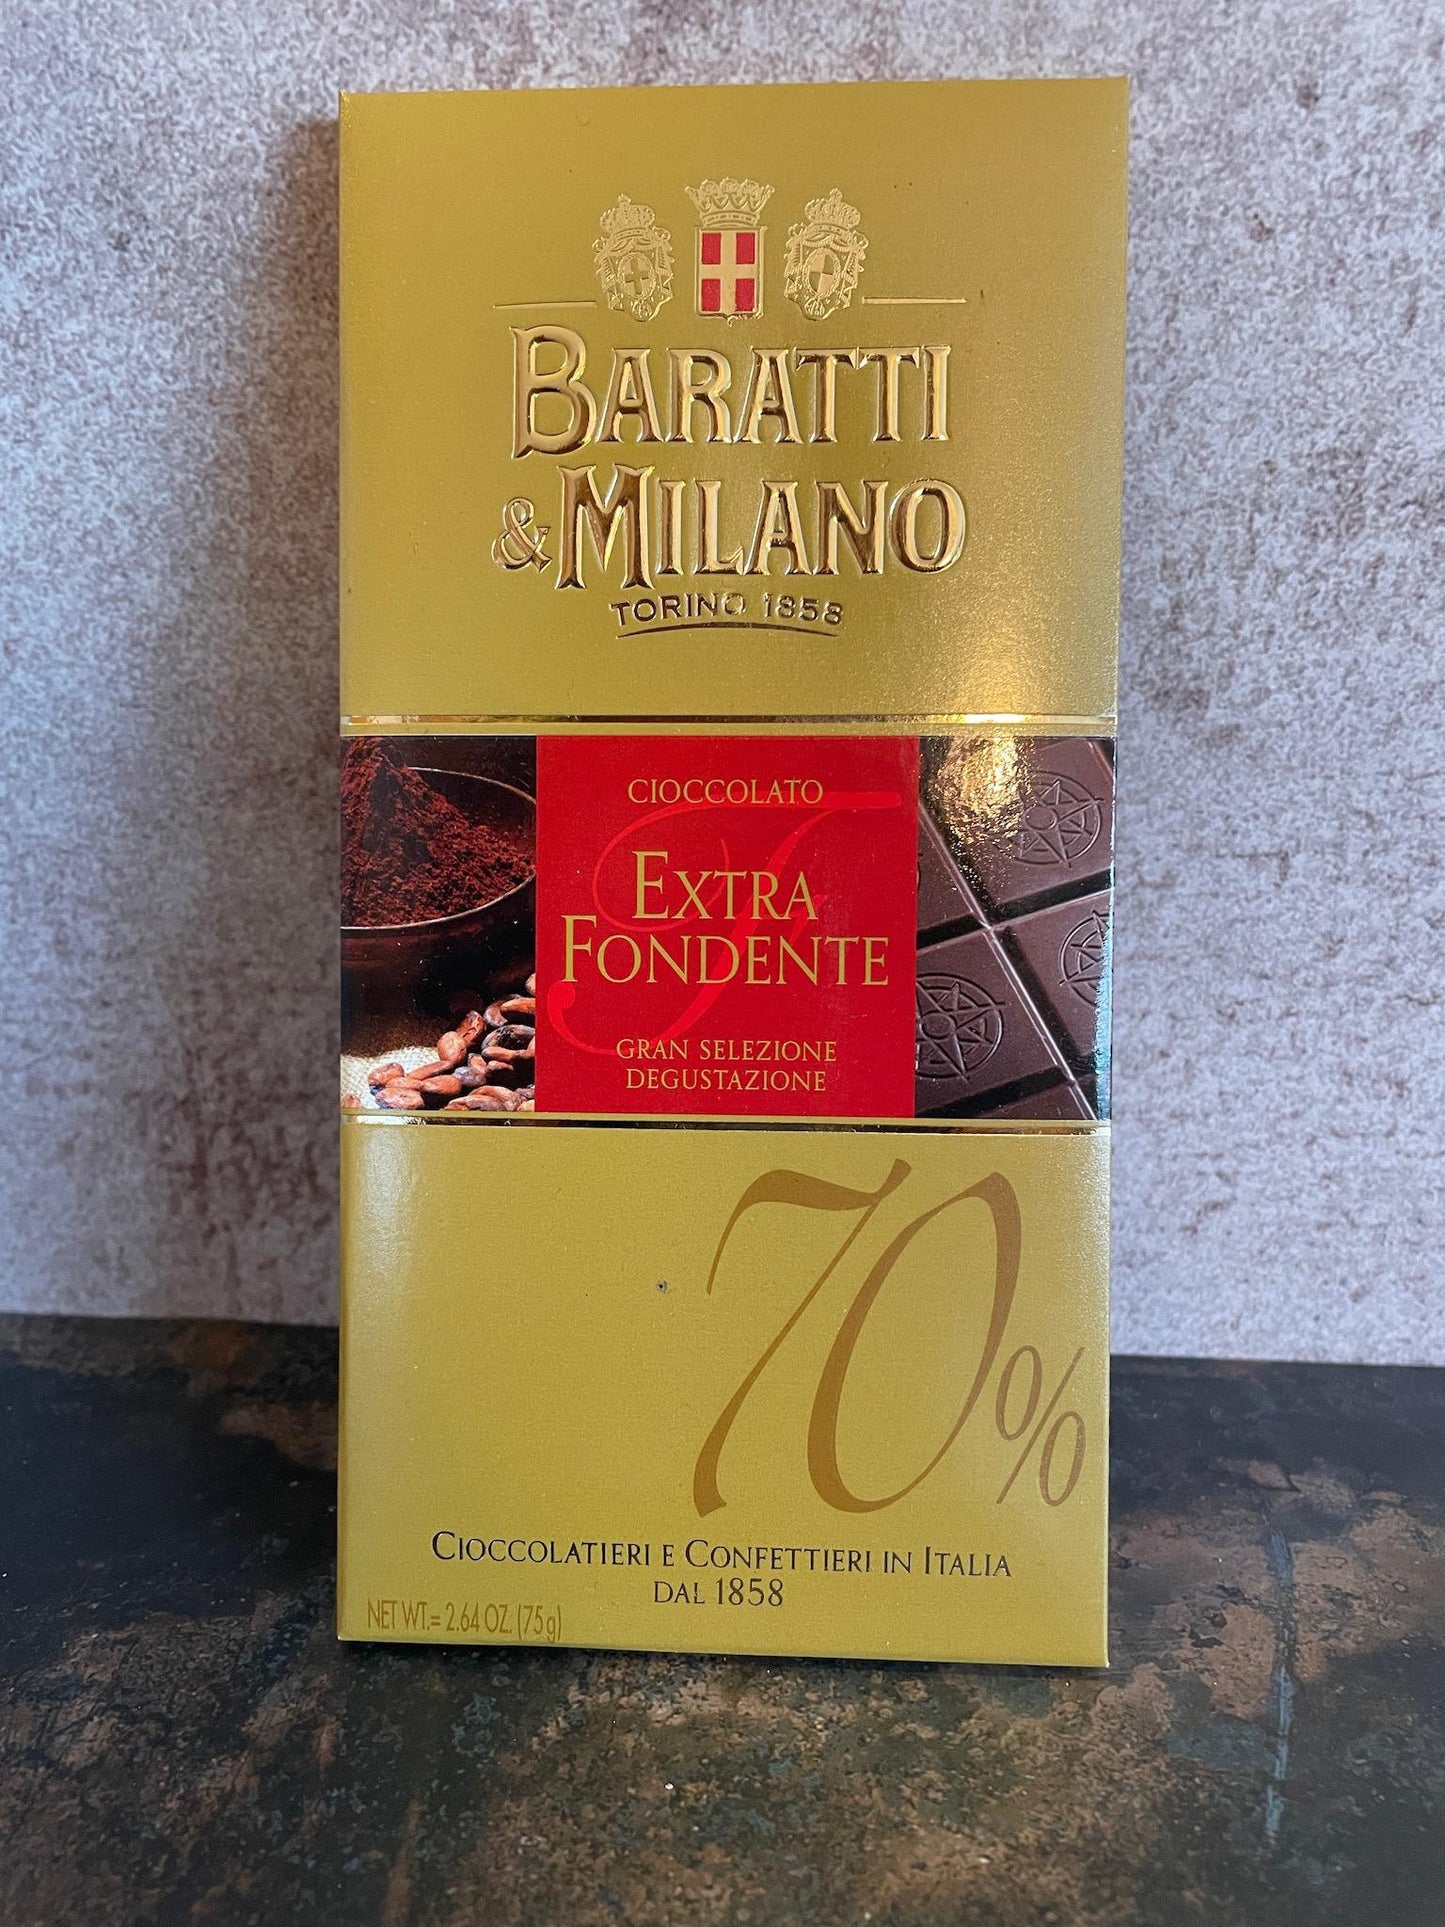 BARATTI
& MILANO
TORINO 1858
CIOCCOLATO
EXTRA
FONDENTE
GRAN SELEZIONE
DEGUSTAZIONE
70%
CIOCCOLATIERI E CONFETTIERI IN ITALIA
DAL 1858
NET WT.= 2.64 OZ. (75g)